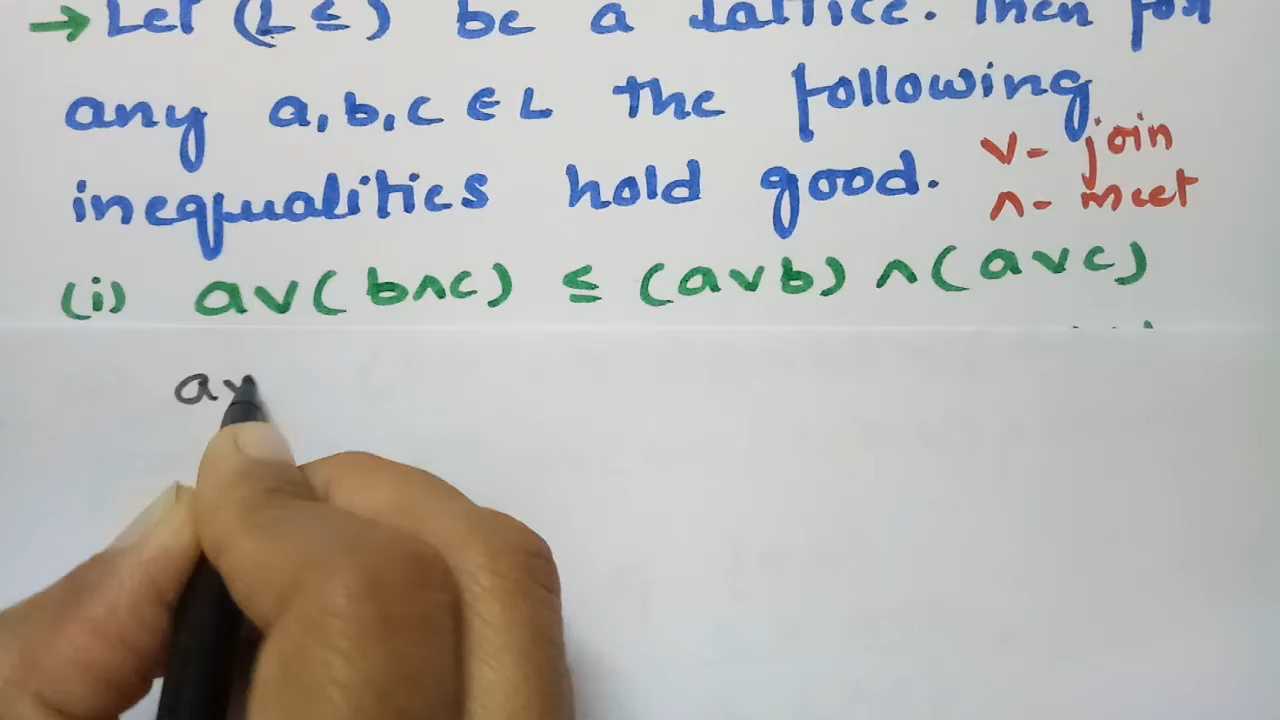 → Let (L ≤) be a lattice. Then for
any a,b,c ∈ L the following
inequalities hold good. ∨- join
∧- meet
(i) a∨(b∧c) ≤ (a∨b) ∧ (a∨c)
a∨